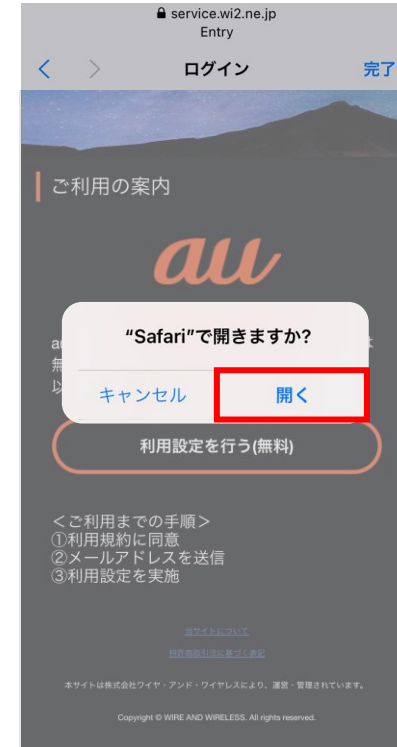 service.wi2.ne.jp
Entry
ログイン
完了
ご利用の案内
au
"Safari"で開きますか?
キャンセル
開く
利用設定を行う(無料)
<ご利用までの手順>
①利用規約に同意
②メールアドレスを送信
③利用設定を実施
当サイトについて
特許商取引法に基づく表記
本サイトは株式会社ワイヤ・アンド・ワイヤレスにより、運営・管理されています。
Copyright © WIRE AND WIRELESS. All rights reserved.